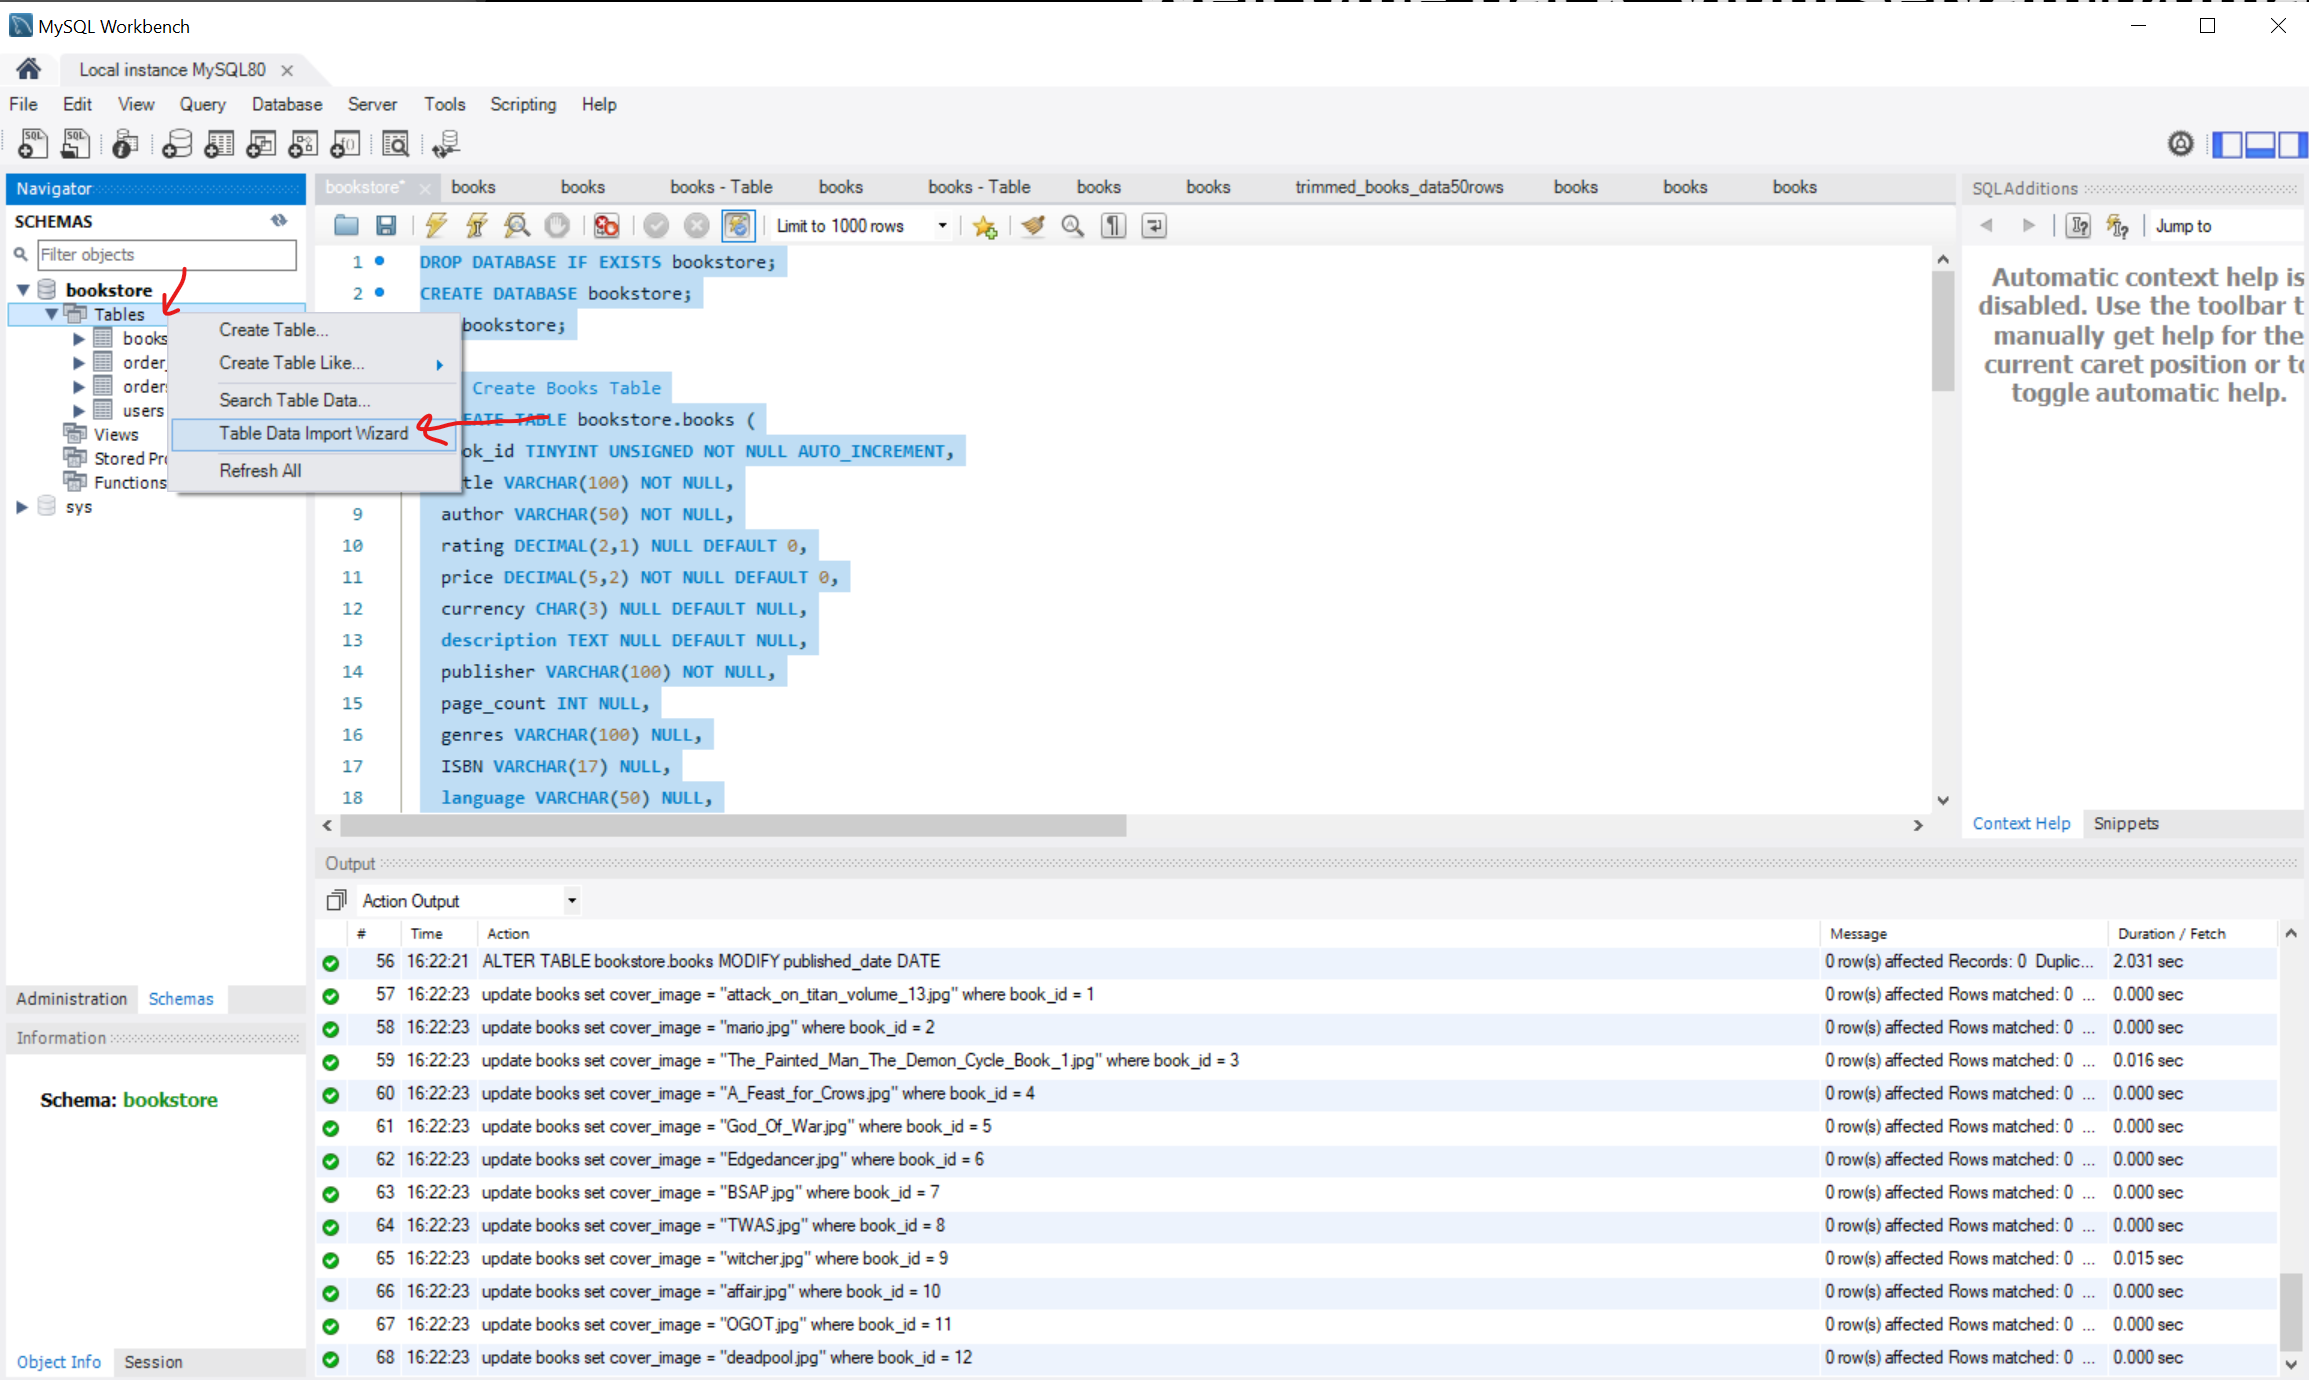 MySQL Workbench
Local instance MySQL80
File Edit View Query Database Server Tools Scripting Help
Navigator
SCHEMAS
Filter objects
bookstore
Tables
books
order_
orders
users
Views
Stored Pro
Functions
sys
Create Table...
Create Table Like...
Search Table Data...
Table Data Import Wizard
Refresh All
Administration Schemas
Information
Schema: bookstore
Object Info Session
bookstore* books books books - Table books books - Table books books trimmed_books_data50rows books books books
Limit to 1000 rows
1 DROP DATABASE IF EXISTS bookstore;
2 CREATE DATABASE bookstore;
bookstore;
Create Books Table
EATE TABLE bookstore.books (
ok_id TINYINT UNSIGNED NOT NULL AUTO_INCREMENT,
tle VARCHAR(100) NOT NULL,
9 author VARCHAR(50) NOT NULL,
10 rating DECIMAL(2,1) NULL DEFAULT 0,
11 price DECIMAL(5,2) NOT NULL DEFAULT 0,
12 currency CHAR(3) NULL DEFAULT NULL,
13 description TEXT NULL DEFAULT NULL,
14 publisher VARCHAR(100) NOT NULL,
15 page_count INT NULL,
16 genres VARCHAR(100) NULL,
17 ISBN VARCHAR(17) NULL,
18 language VARCHAR(50) NULL,
SQLAdditions
Jump to
Automatic context help is
disabled. Use the toolbar t
manually get help for the
current caret position or to
toggle automatic help.
Context Help Snippets
Output
Action Output
# Time Action Message Duration / Fetch
56 16:22:21 ALTER TABLE bookstore.books MODIFY published_date DATE 0 row(s) affected Records: 0 Duplic... 2.031 sec
57 16:22:23 update books set cover_image = "attack_on_titan_volume_13.jpg" where book_id = 1 0 row(s) affected Rows matched: 0 ... 0.000 sec
58 16:22:23 update books set cover_image = "mario.jpg" where book_id = 2 0 row(s) affected Rows matched: 0 ... 0.000 sec
59 16:22:23 update books set cover_image = "The_Painted_Man_The_Demon_Cycle_Book_1.jpg" where book_id = 3 0 row(s) affected Rows matched: 0 ... 0.016 sec
60 16:22:23 update books set cover_image = "A_Feast_for_Crows.jpg" where book_id = 4 0 row(s) affected Rows matched: 0 ... 0.000 sec
61 16:22:23 update books set cover_image = "God_Of_War.jpg" where book_id = 5 0 row(s) affected Rows matched: 0 ... 0.000 sec
62 16:22:23 update books set cover_image = "Edgedancer.jpg" where book_id = 6 0 row(s) affected Rows matched: 0 ... 0.000 sec
63 16:22:23 update books set cover_image = "BSAP.jpg" where book_id = 7 0 row(s) affected Rows matched: 0 ... 0.000 sec
64 16:22:23 update books set cover_image = "TWAS.jpg" where book_id = 8 0 row(s) affected Rows matched: 0 ... 0.000 sec
65 16:22:23 update books set cover_image = "witcher.jpg" where book_id = 9 0 row(s) affected Rows matched: 0 ... 0.015 sec
66 16:22:23 update books set cover_image = "affair.jpg" where book_id = 10 0 row(s) affected Rows matched: 0 ... 0.000 sec
67 16:22:23 update books set cover_image = "OGOT.jpg" where book_id = 11 0 row(s) affected Rows matched: 0 ... 0.000 sec
68 16:22:23 update books set cover_image = "deadpool.jpg" where book_id = 12 0 row(s) affected Rows matched: 0 ... 0.000 sec